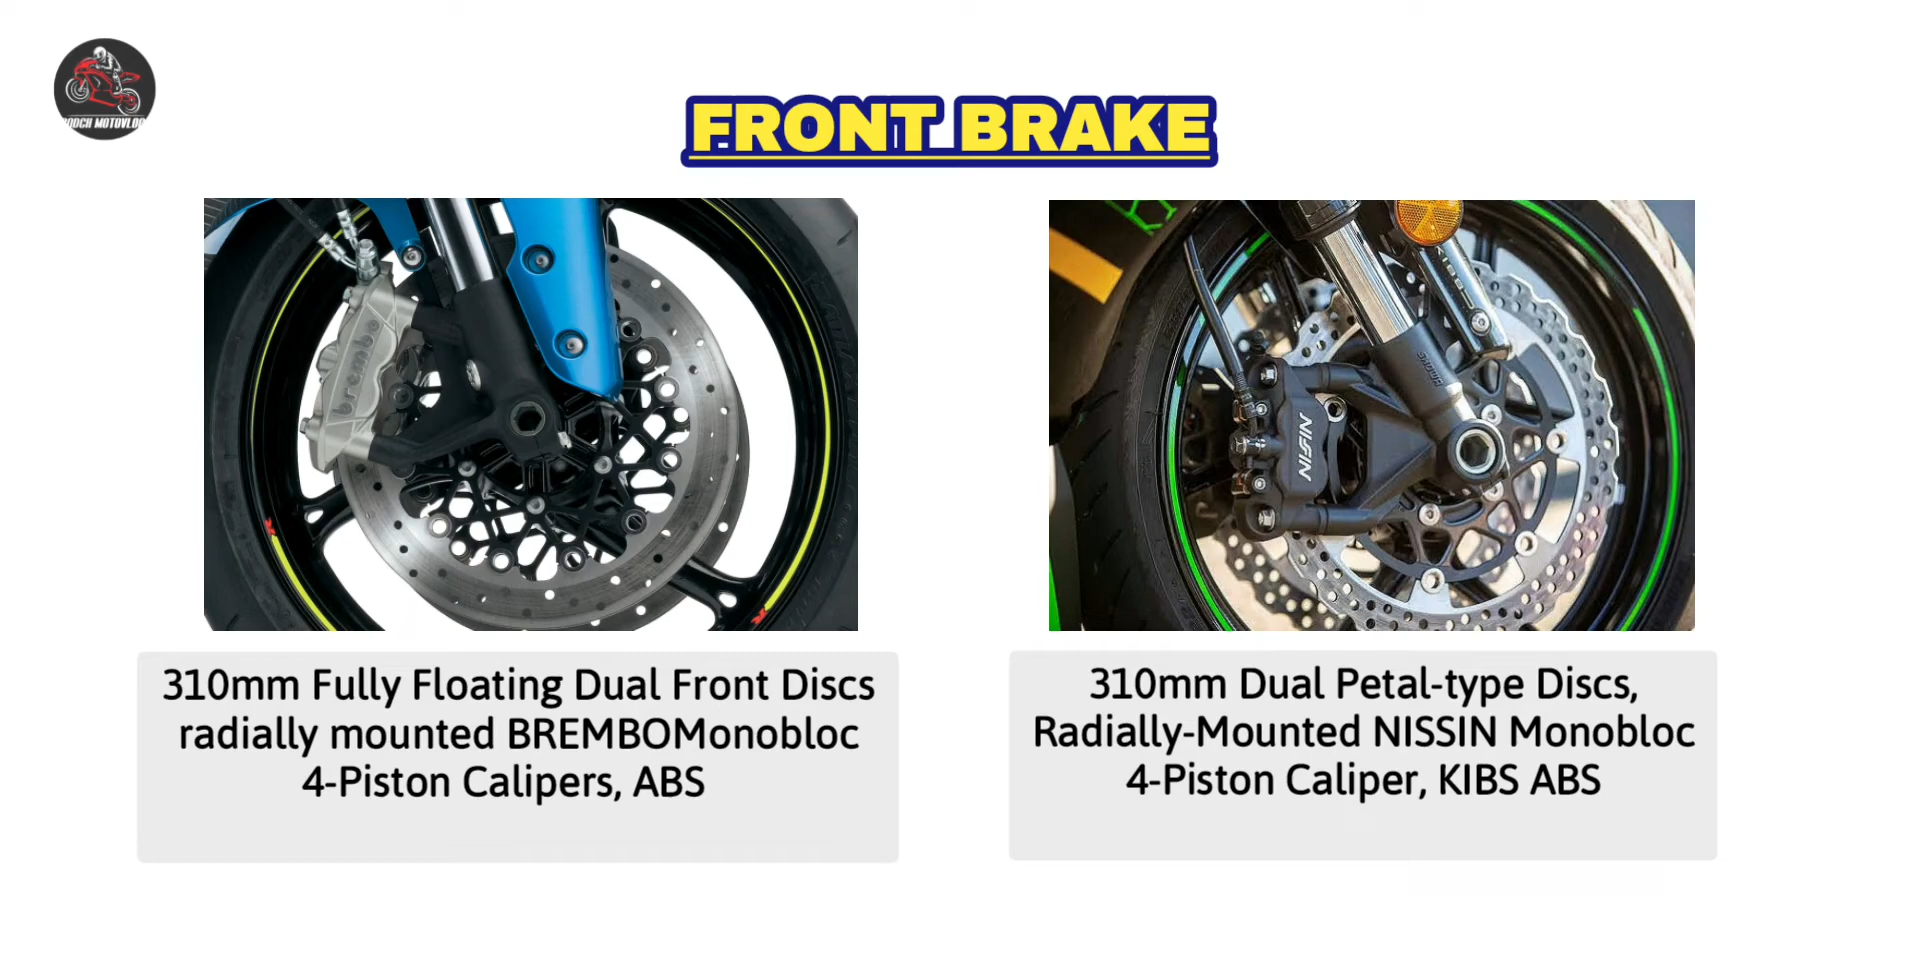 FRONT BRAKE
brembo
NISSIN
SHOWA
310mm Fully Floating Dual Front Discs
radially mounted BREMBOMonobloc
4-Piston Calipers, ABS
310mm Dual Petal-type Discs,
Radially-Mounted NISSIN Monobloc
4-Piston Caliper, KIBS ABS